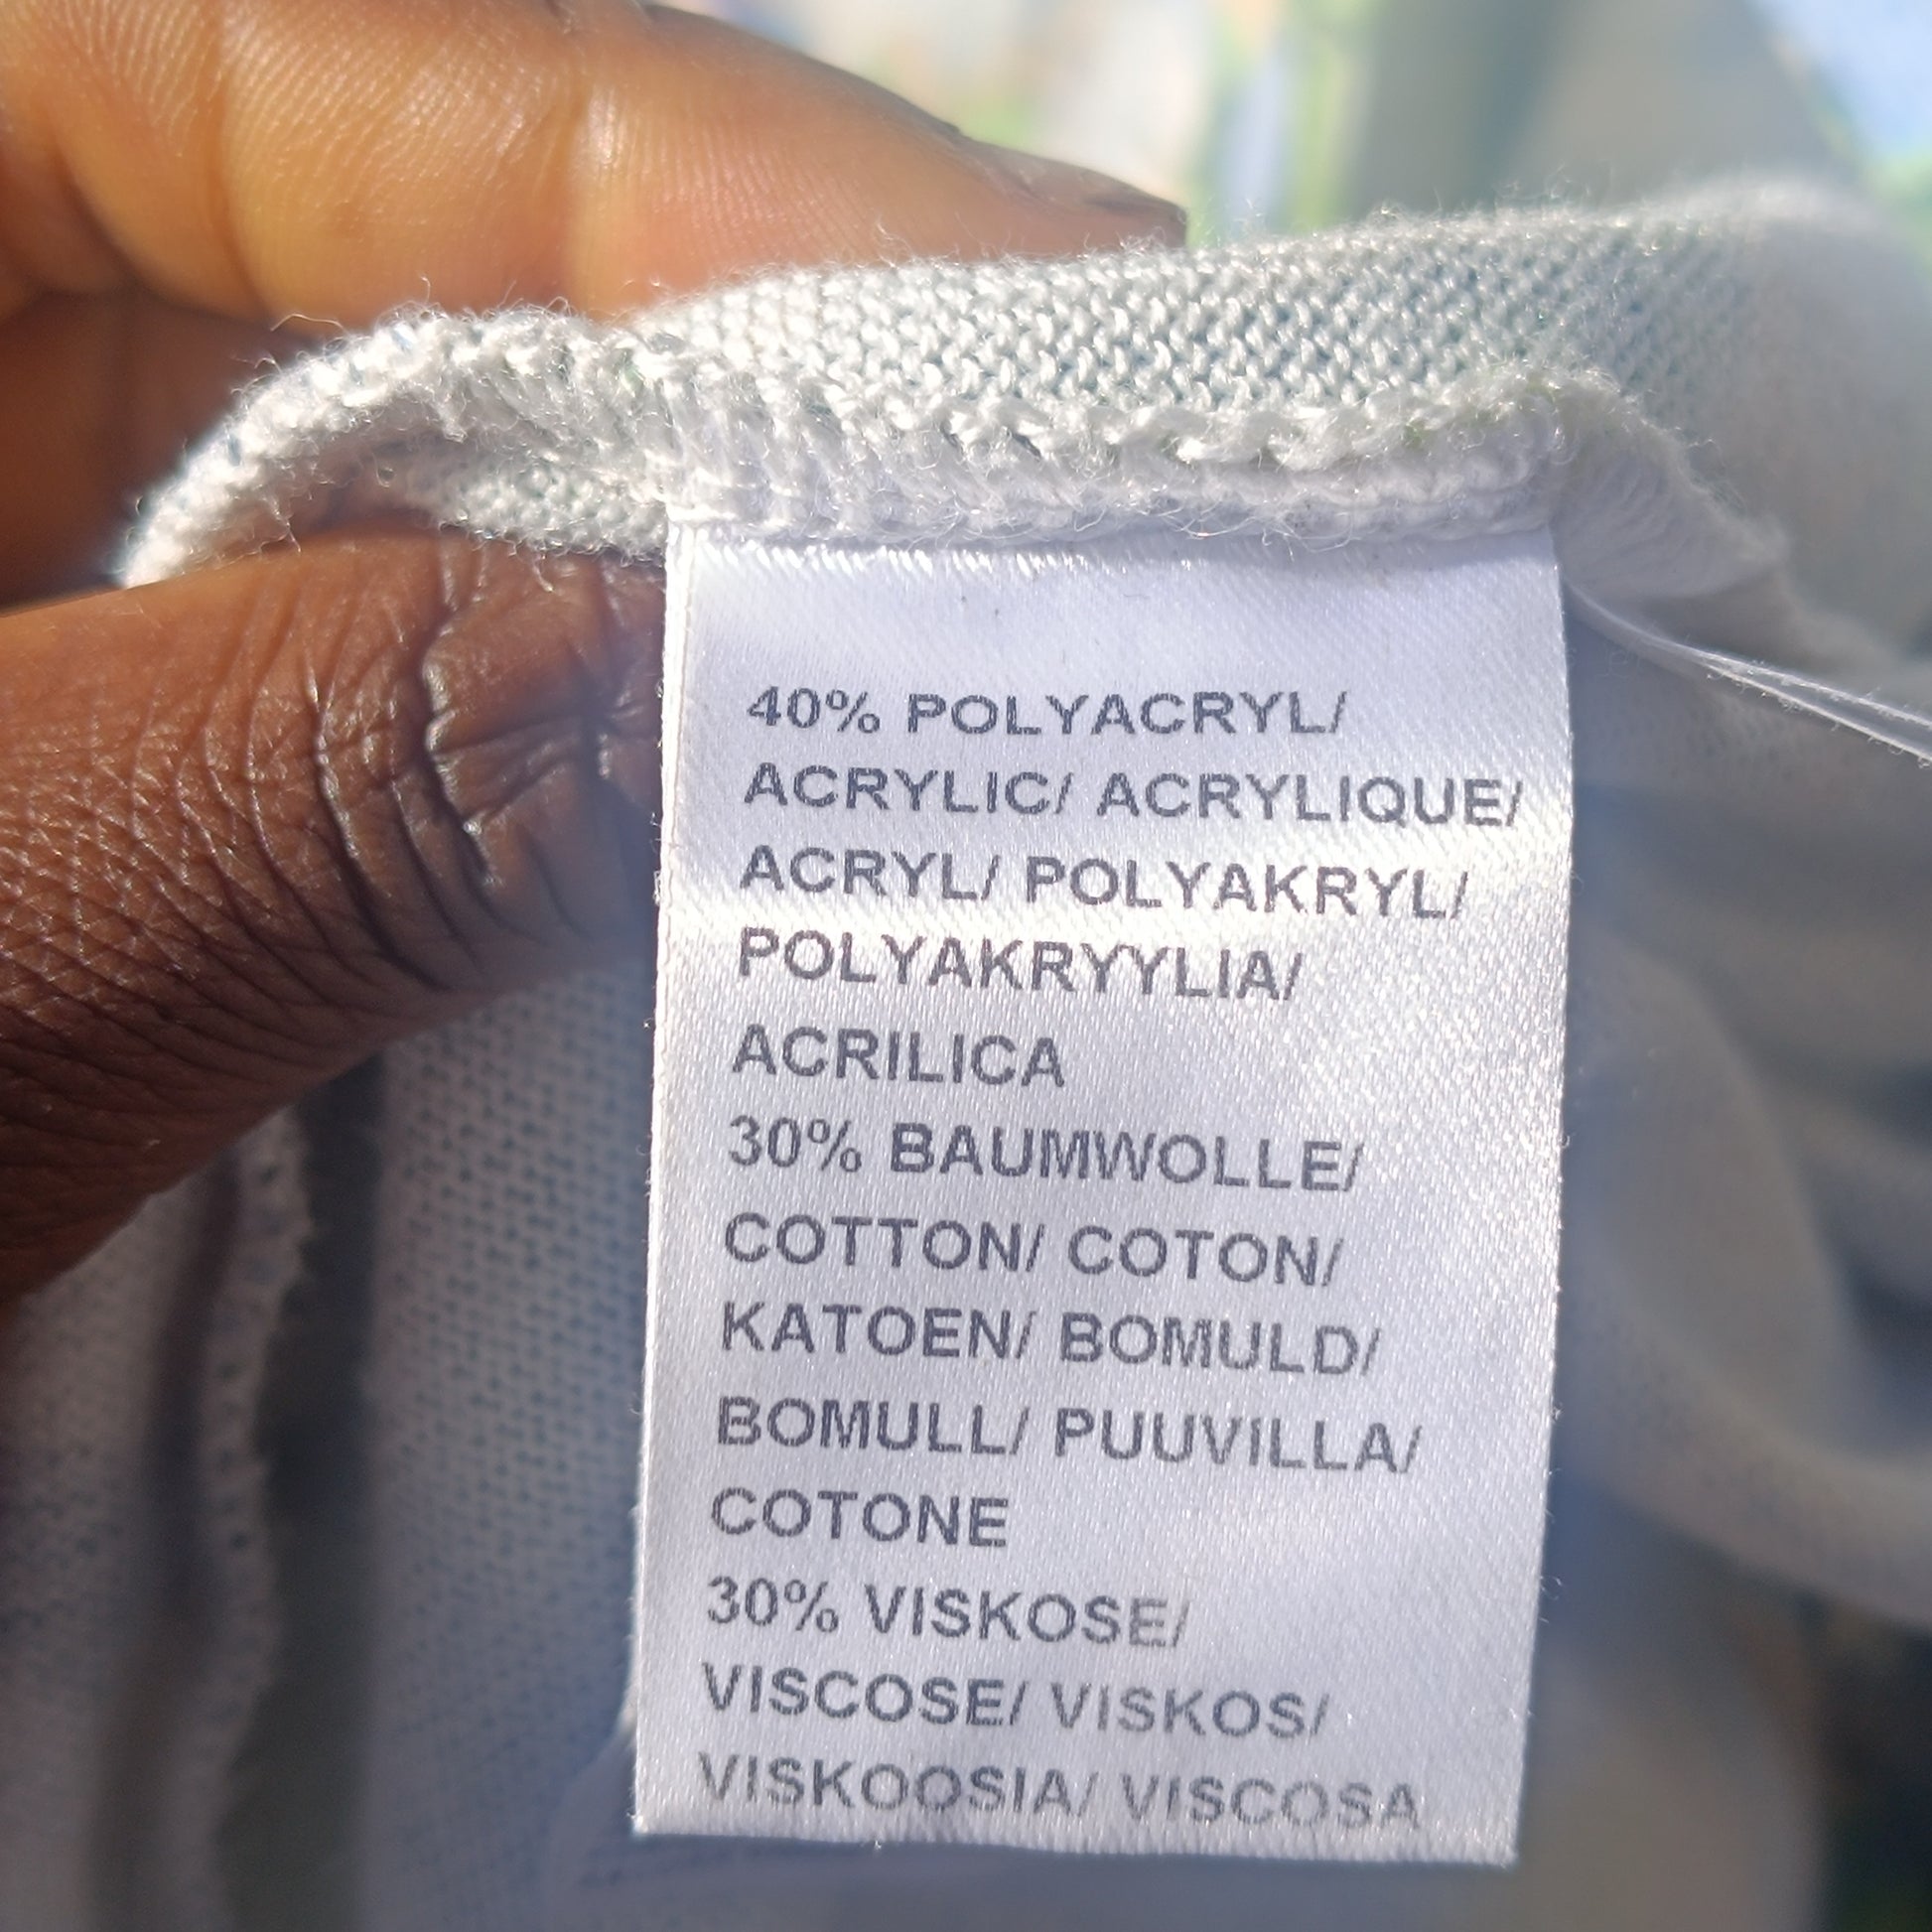 40% POLYACRYL/
ACRYLIC/ ACRYLIQUE/
ACRYL/ POLYAKRYL/
POLYAKRYYLIA/
ACRILICA
30% BAUMWOLLE/
COTTON/ COTON/
KATOEN/ BOMULD/
BOMULL/ PUUVILLA/
COTONE
30% VISKOSE/
VISCOSE/ VISKOS/
VISKOOSIA/ VISCOSA